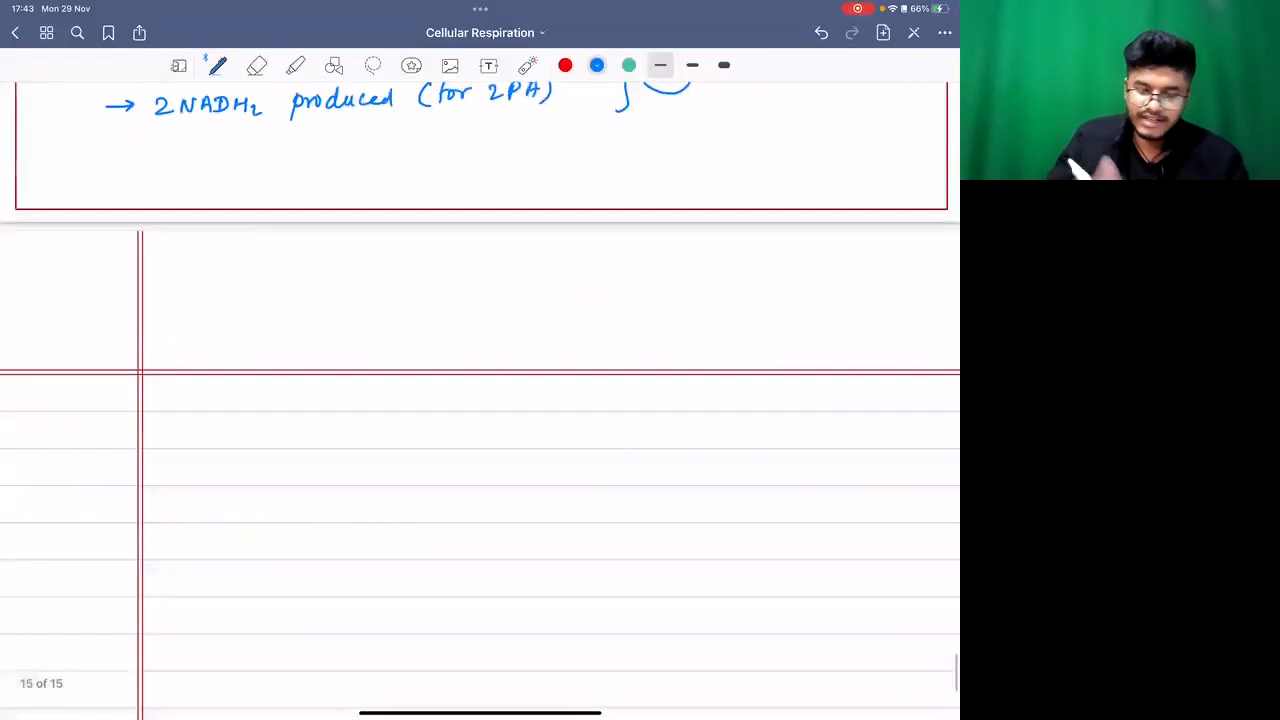 17:43 Mon 29 Nov
66%
Cellular Respiration
→ 2NADH₂ produced (for 2PA)
15 of 15